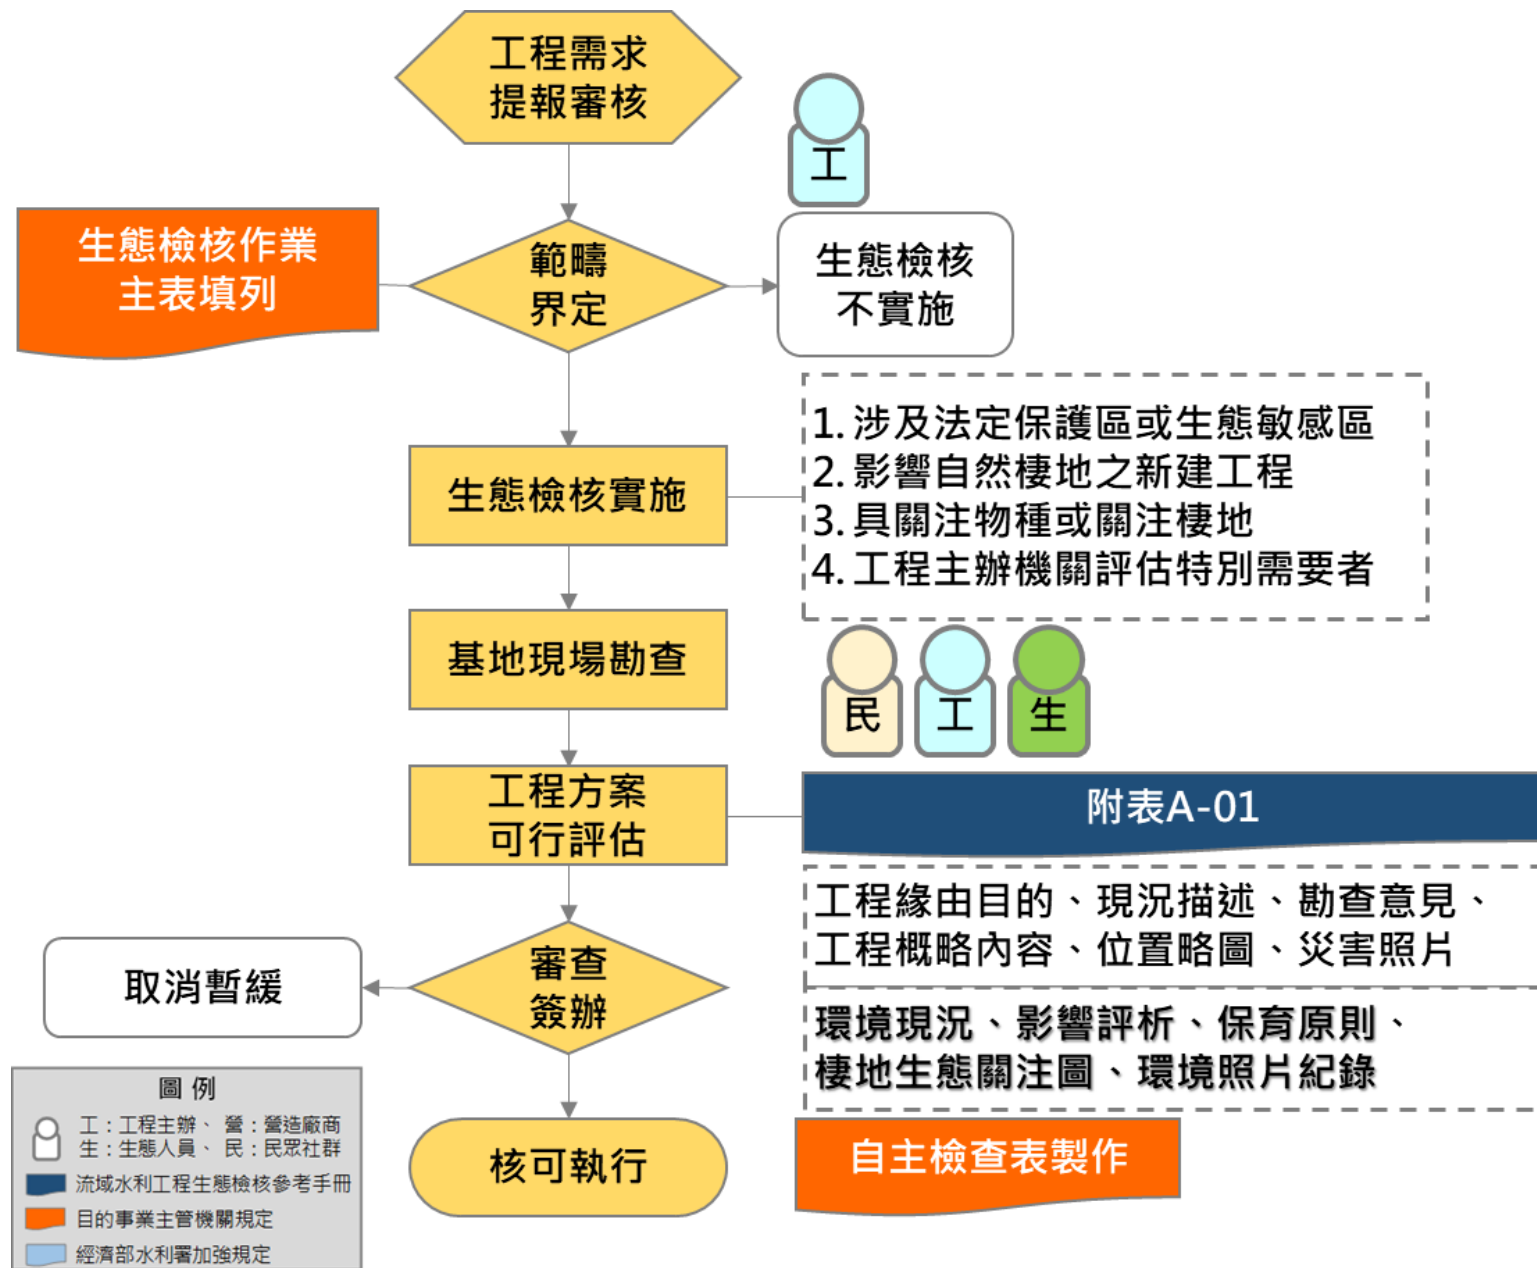 工程需求
提報審核
工
生態檢核作業
主表填列
範疇
界定
生態檢核
不實施
生態檢核實施
1. 涉及法定保護區或生態敏感區
2. 影響自然棲地之新建工程
3. 具關注物種或關注棲地
4. 工程主辦機關評估特別需要者
基地現場勘查
民
工
生
工程方案
可行評估
附表A-01
工程緣由目的、現況描述、勘查意見、
工程概略內容、位置略圖、災害照片
審查
簽辦
取消暫緩
環境現況、影響評析、保育原則、
棲地生態關注圖、環境照片紀錄
核可執行
自主檢查表製作
圖例
工：工程主辦、 營：營造廠商
生：生態人員、 民：民眾社群
流域水利工程生態檢核參考手冊
目的事業主管機關規定
經濟部水利署加強規定